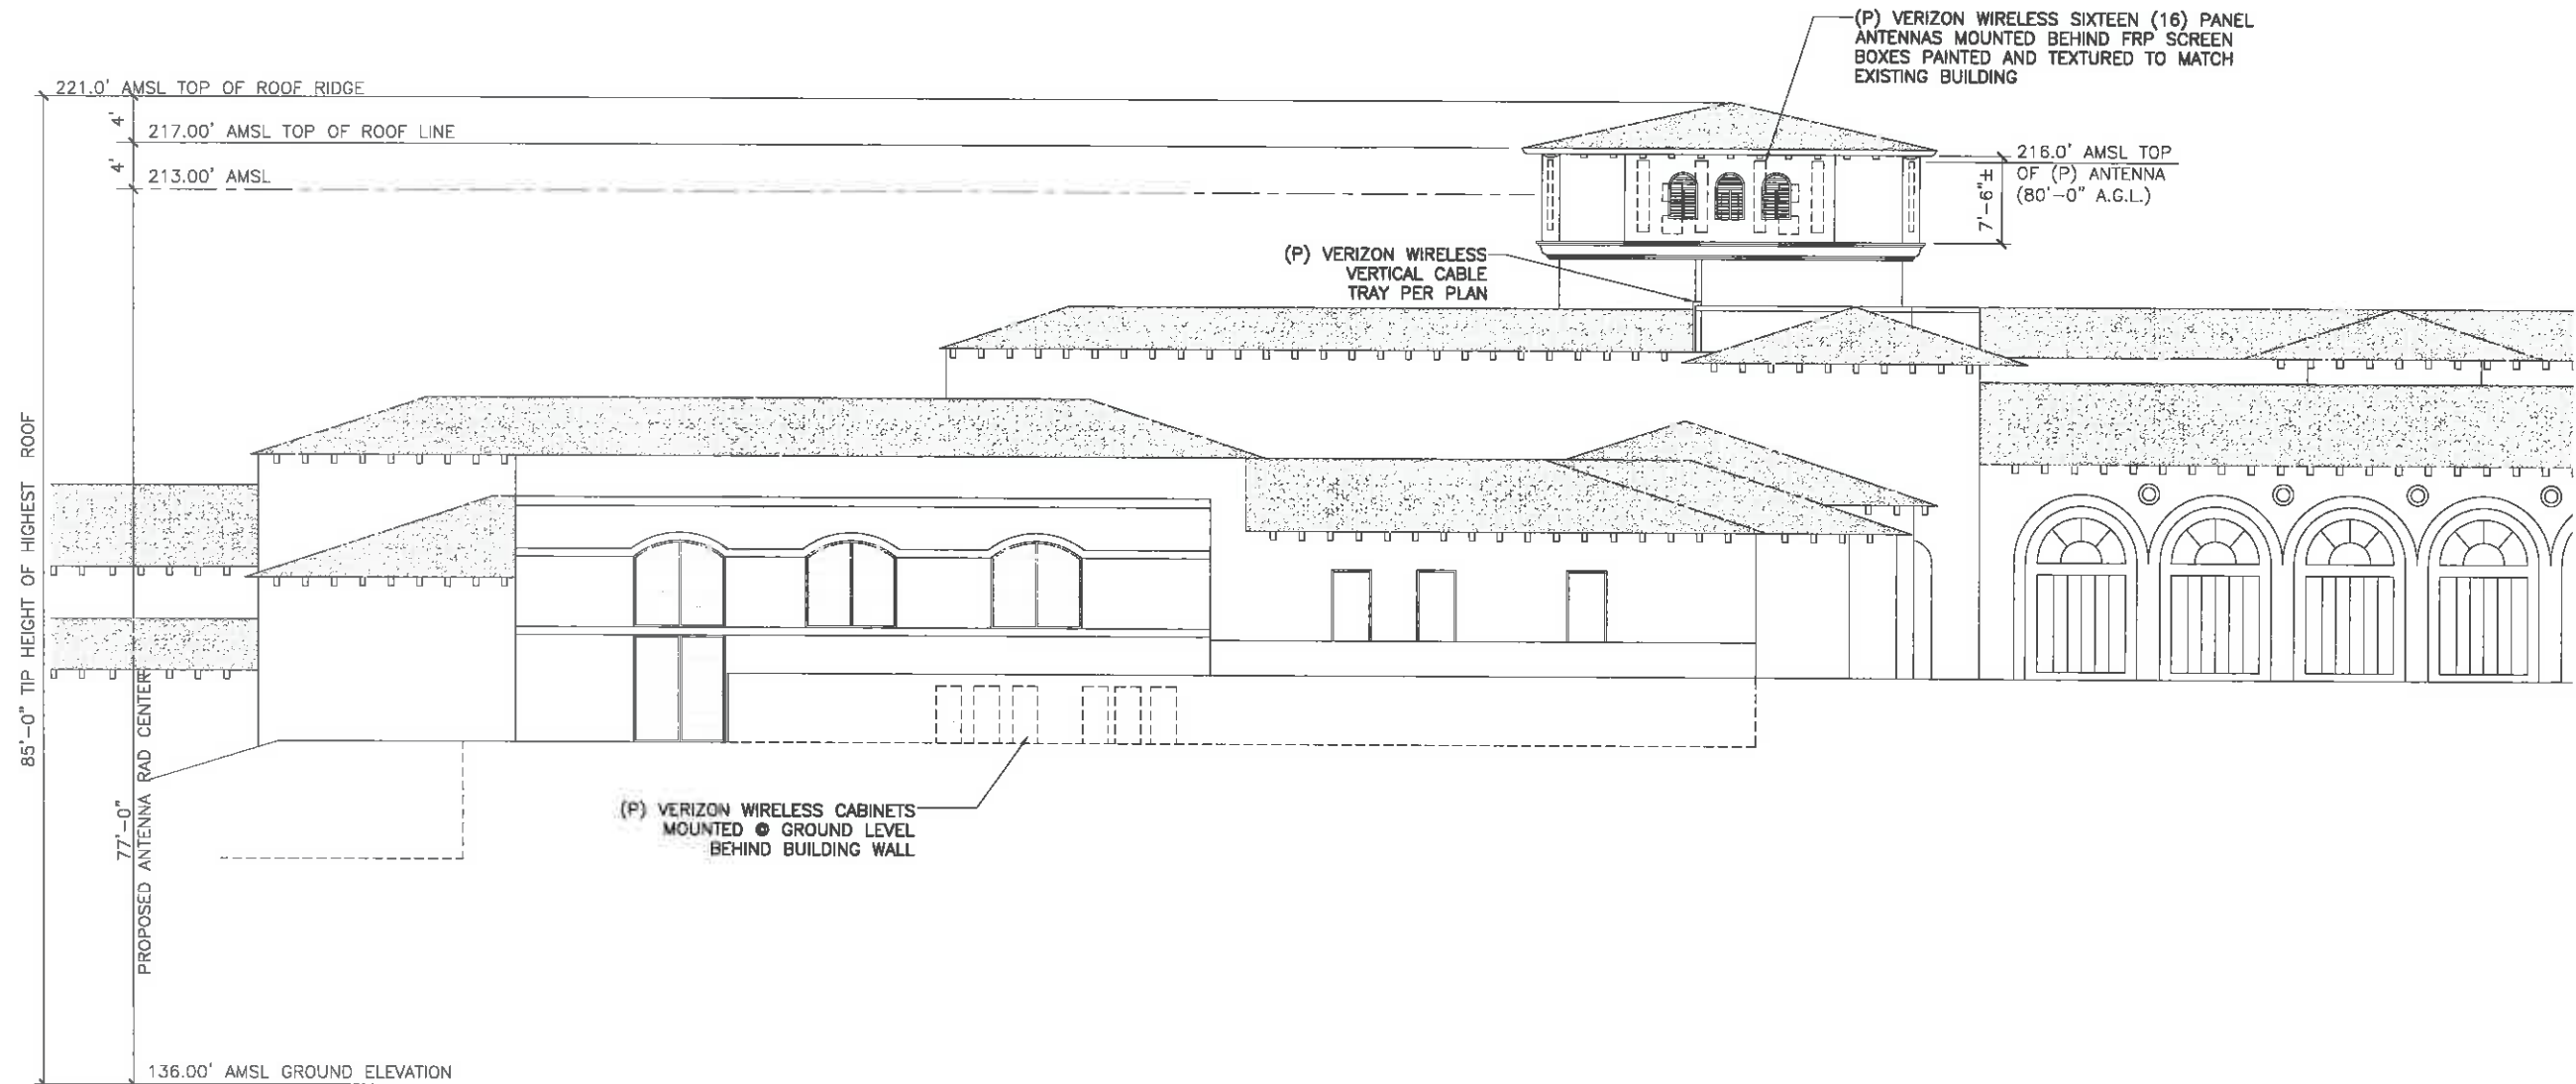 (P) VERIZON WIRELESS SIXTEEN (16) PANEL
ANTENNAS MOUNTED BEHIND FRP SCREEN
BOXES PAINTED AND TEXTURED TO MATCH
EXISTING BUILDING
221.0' AMSL TOP OF ROOF RIDGE
4'
217.00' AMSL TOP OF ROOF LINE
4'
213.00' AMSL
216.0' AMSL TOP
OF (P) ANTENNA
(80'-0" A.G.L.)
7'-6"±
(P) VERIZON WIRELESS
VERTICAL CABLE
TRAY PER PLAN
85'-0" TIP HEIGHT OF HIGHEST ROOF
77'-0"
PROPOSED ANTENNA RAD CENTER
(P) VERIZON WIRELESS CABINETS
MOUNTED @ GROUND LEVEL
BEHIND BUILDING WALL
136.00' AMSL GROUND ELEVATION